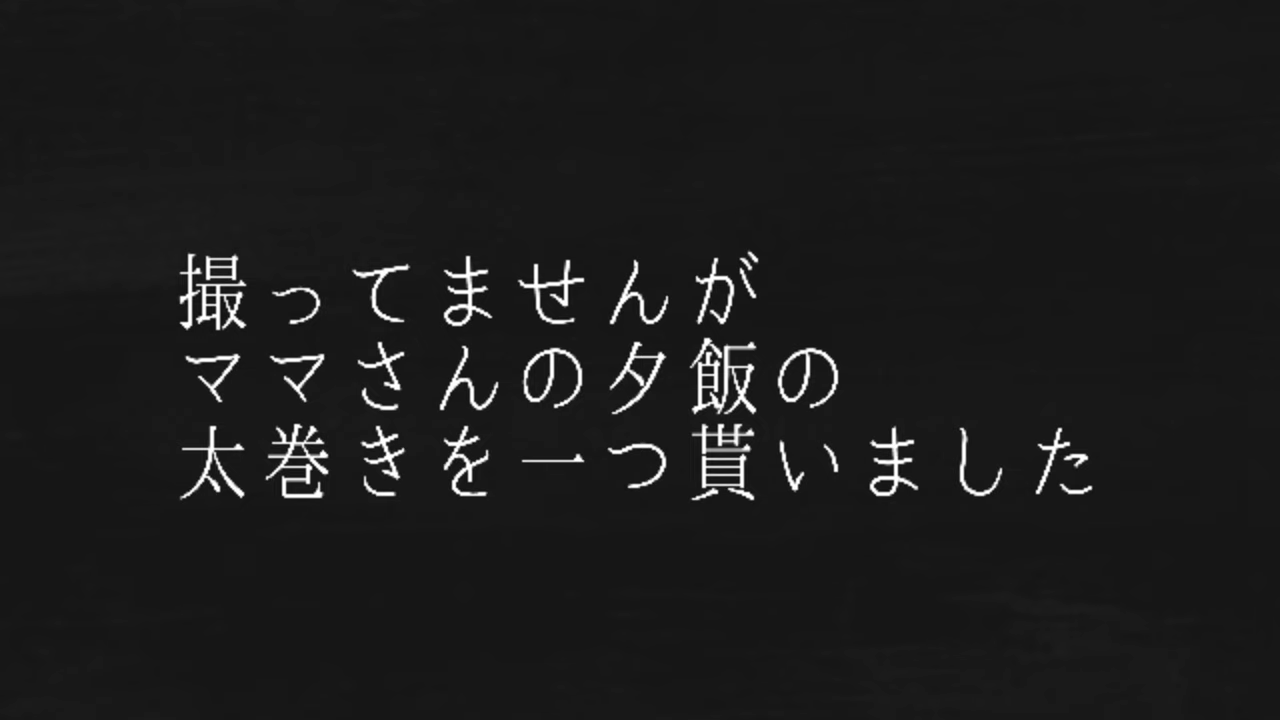 撮ってませんが
ママさんの夕飯の
太巻きを一つ貰いました